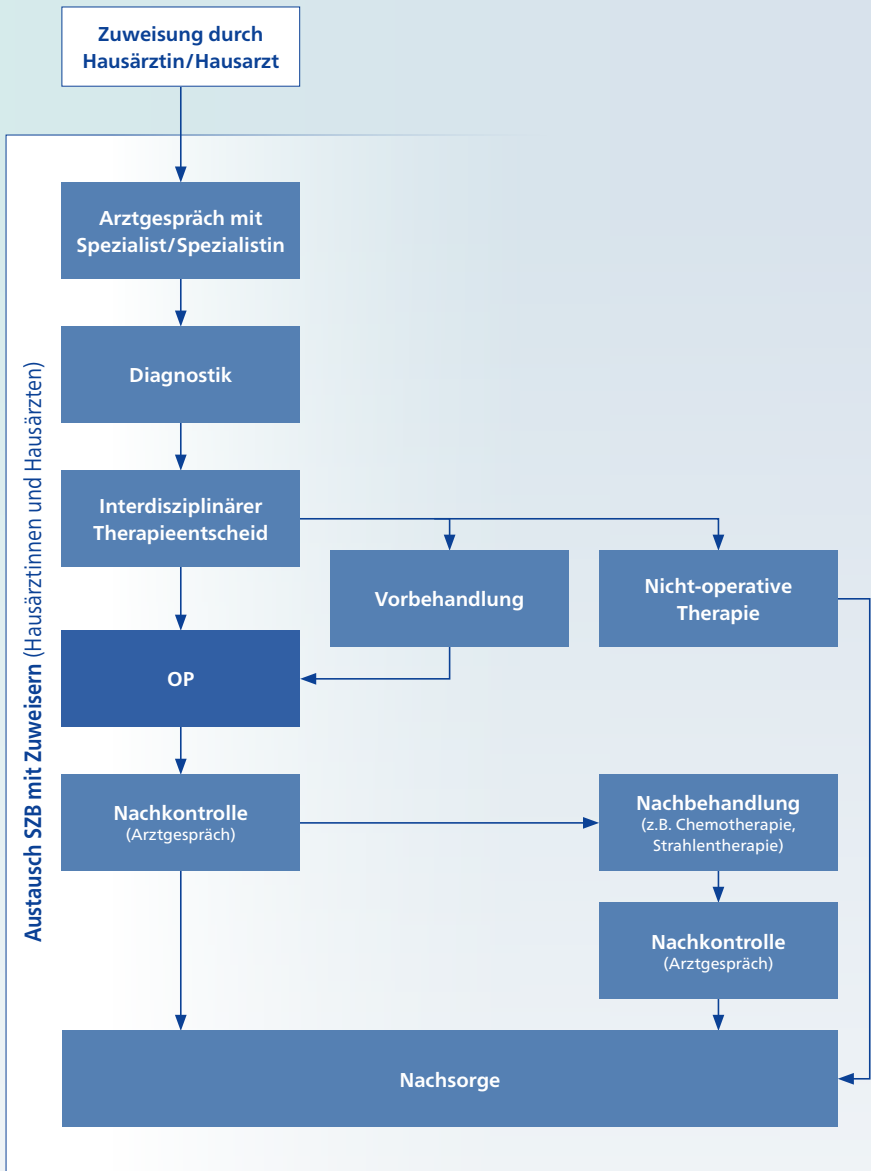 Zuweisung durch
Hausärztin/Hausarzt
Austausch SZB mit Zuweisern (Hausärztinnen und Hausärzten)
Arztgespräch mit
Spezialist/Spezialistin
Diagnostik
Interdisziplinärer
Therapieentscheid
Vorbehandlung
Nicht-operative
Therapie
OP
Nachkontrolle
(Arztgespräch)
Nachbehandlung
(z.B. Chemotherapie,
Strahlentherapie)
Nachkontrolle
(Arztgespräch)
Nachsorge